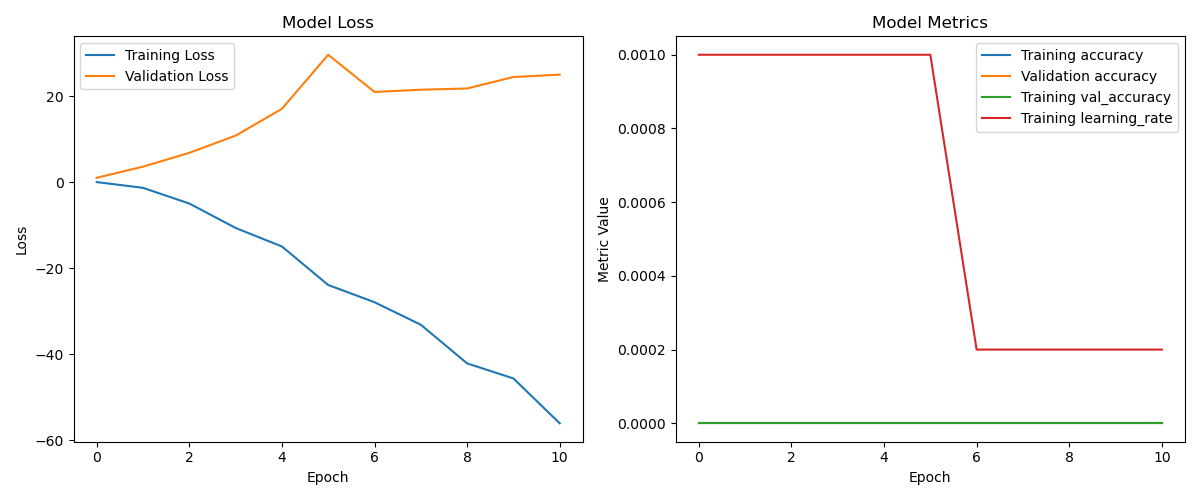 Model Loss
Training Loss
Validation Loss
20
0
−20
−40
−60
Loss
0 2 4 6 8 10
Epoch
Model Metrics
Training accuracy
Validation accuracy
Training val_accuracy
Training learning_rate
0.0010
0.0008
0.0006
0.0004
0.0002
0.0000
Metric Value
0 2 4 6 8 10
Epoch